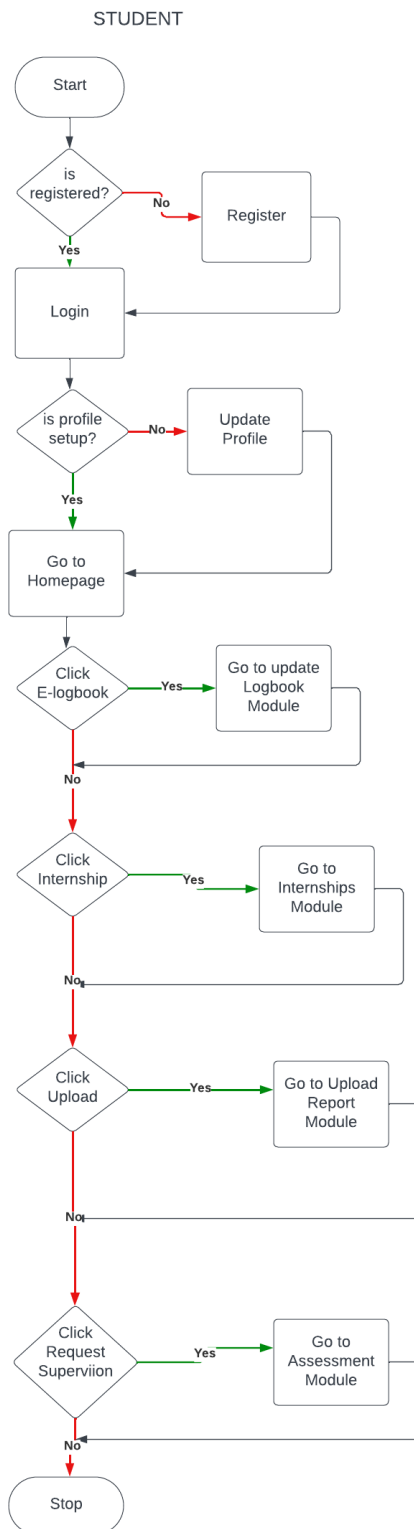 STUDENT
Start
is
registered?
No
Register
Yes
Login
is profile
setup?
No
Update
Profile
Yes
Go to
Homepage
Click
E-logbook
Yes
Go to update
Logbook
Module
No
Click
Internship
Yes
Go to
Internships
Module
No
Click
Upload
Yes
Go to Upload
Report
Module
No
Click
Request
Superviion
Yes
Go to
Assessment
Module
No
Stop